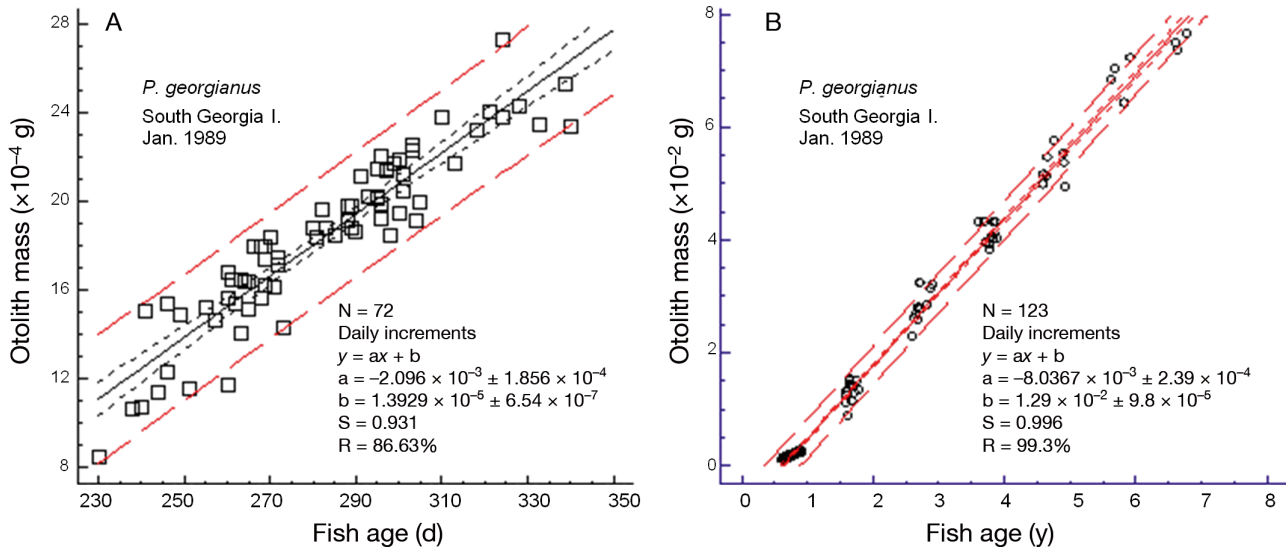 A
P. georgianus
South Georgia I.
Jan. 1989
N = 72
Daily increments
y = ax + b
a = –2.096 × 10⁻³ ± 1.856 × 10⁻⁴
b = 1.3929 × 10⁻⁵ ± 6.54 × 10⁻⁷
S = 0.931
R = 86.63%
Otolith mass (×10⁻⁴ g)
28
24
20
16
12
8
230 250 270 290 310 330 350
Fish age (d)
B
P. georgianus
South Georgia I.
Jan. 1989
N = 123
Daily increments
y = ax + b
a = –8.0367 × 10⁻³ ± 2.39 × 10⁻⁴
b = 1.29 × 10⁻² ± 9.8 × 10⁻⁵
S = 0.996
R = 99.3%
Otolith mass (×10⁻² g)
8
6
4
2
0
0 1 2 3 4 5 6 7 8
Fish age (y)